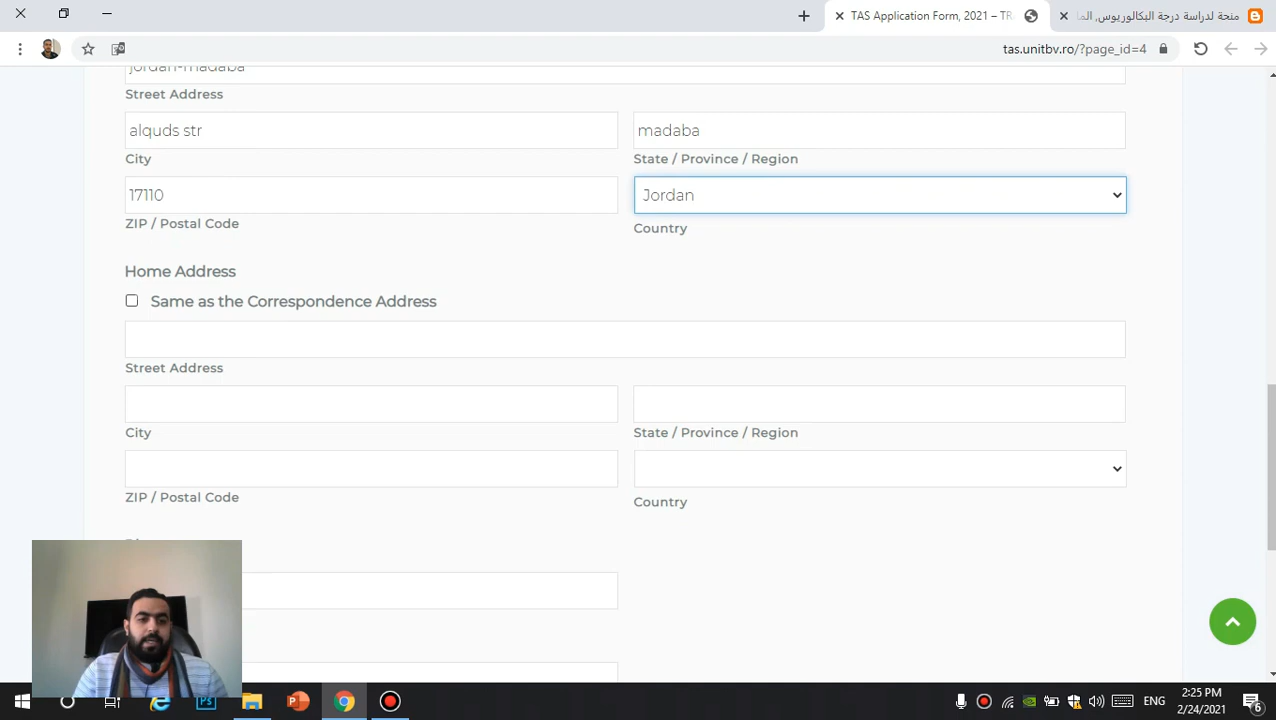 TAS Application Form, 2021 – TR
منحة لدراسة درجة البكالوريوس, الما
tas.unitbv.ro/?page_id=4
jordan-madaba
Street Address
alquds str
madaba
City
State / Province / Region
17110
Jordan
ZIP / Postal Code
Country
Home Address
Same as the Correspondence Address
Street Address
City
State / Province / Region
ZIP / Postal Code
Country
ENG
2:25 PM
2/24/2021
6